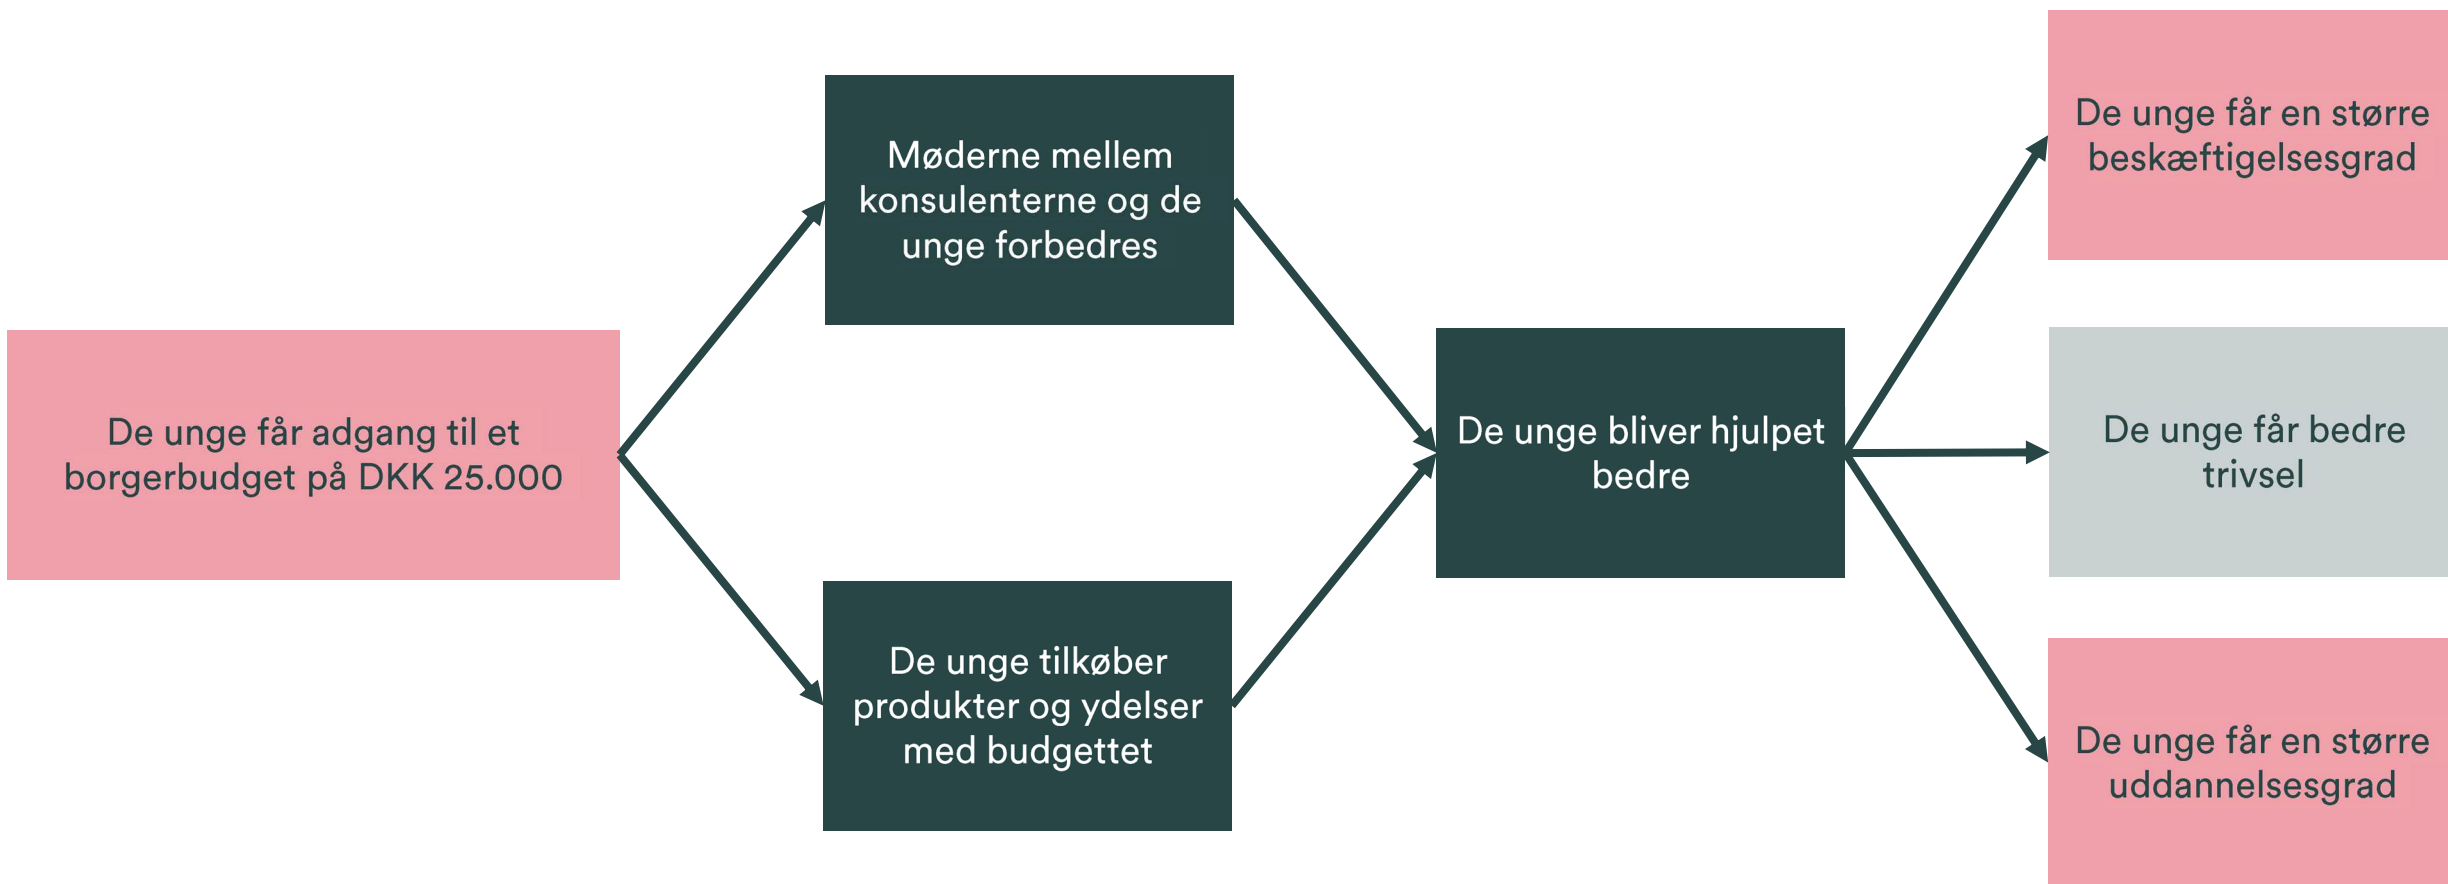 De unge får adgang til et
borgerbudget på DKK 25.000
Møderne mellem
konsulenterne og de
unge forbedres
De unge tilkøber
produkter og ydelser
med budgettet
De unge bliver hjulpet
bedre
De unge får en større
beskæftigelsesgrad
De unge får bedre
trivsel
De unge får en større
uddannelsesgrad